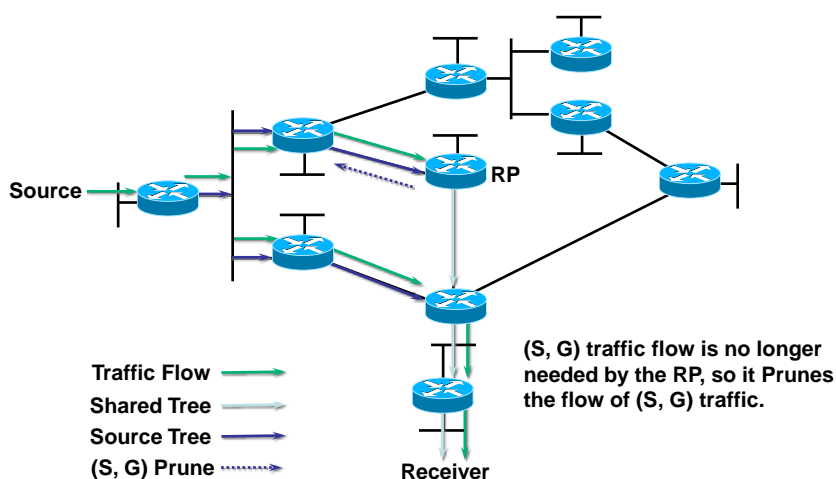 RP
Source
(S, G) traffic flow is no longer
needed by the RP, so it Prunes
the flow of (S, G) traffic.
Traffic Flow
Shared Tree
Source Tree
(S, G) Prune
Receiver